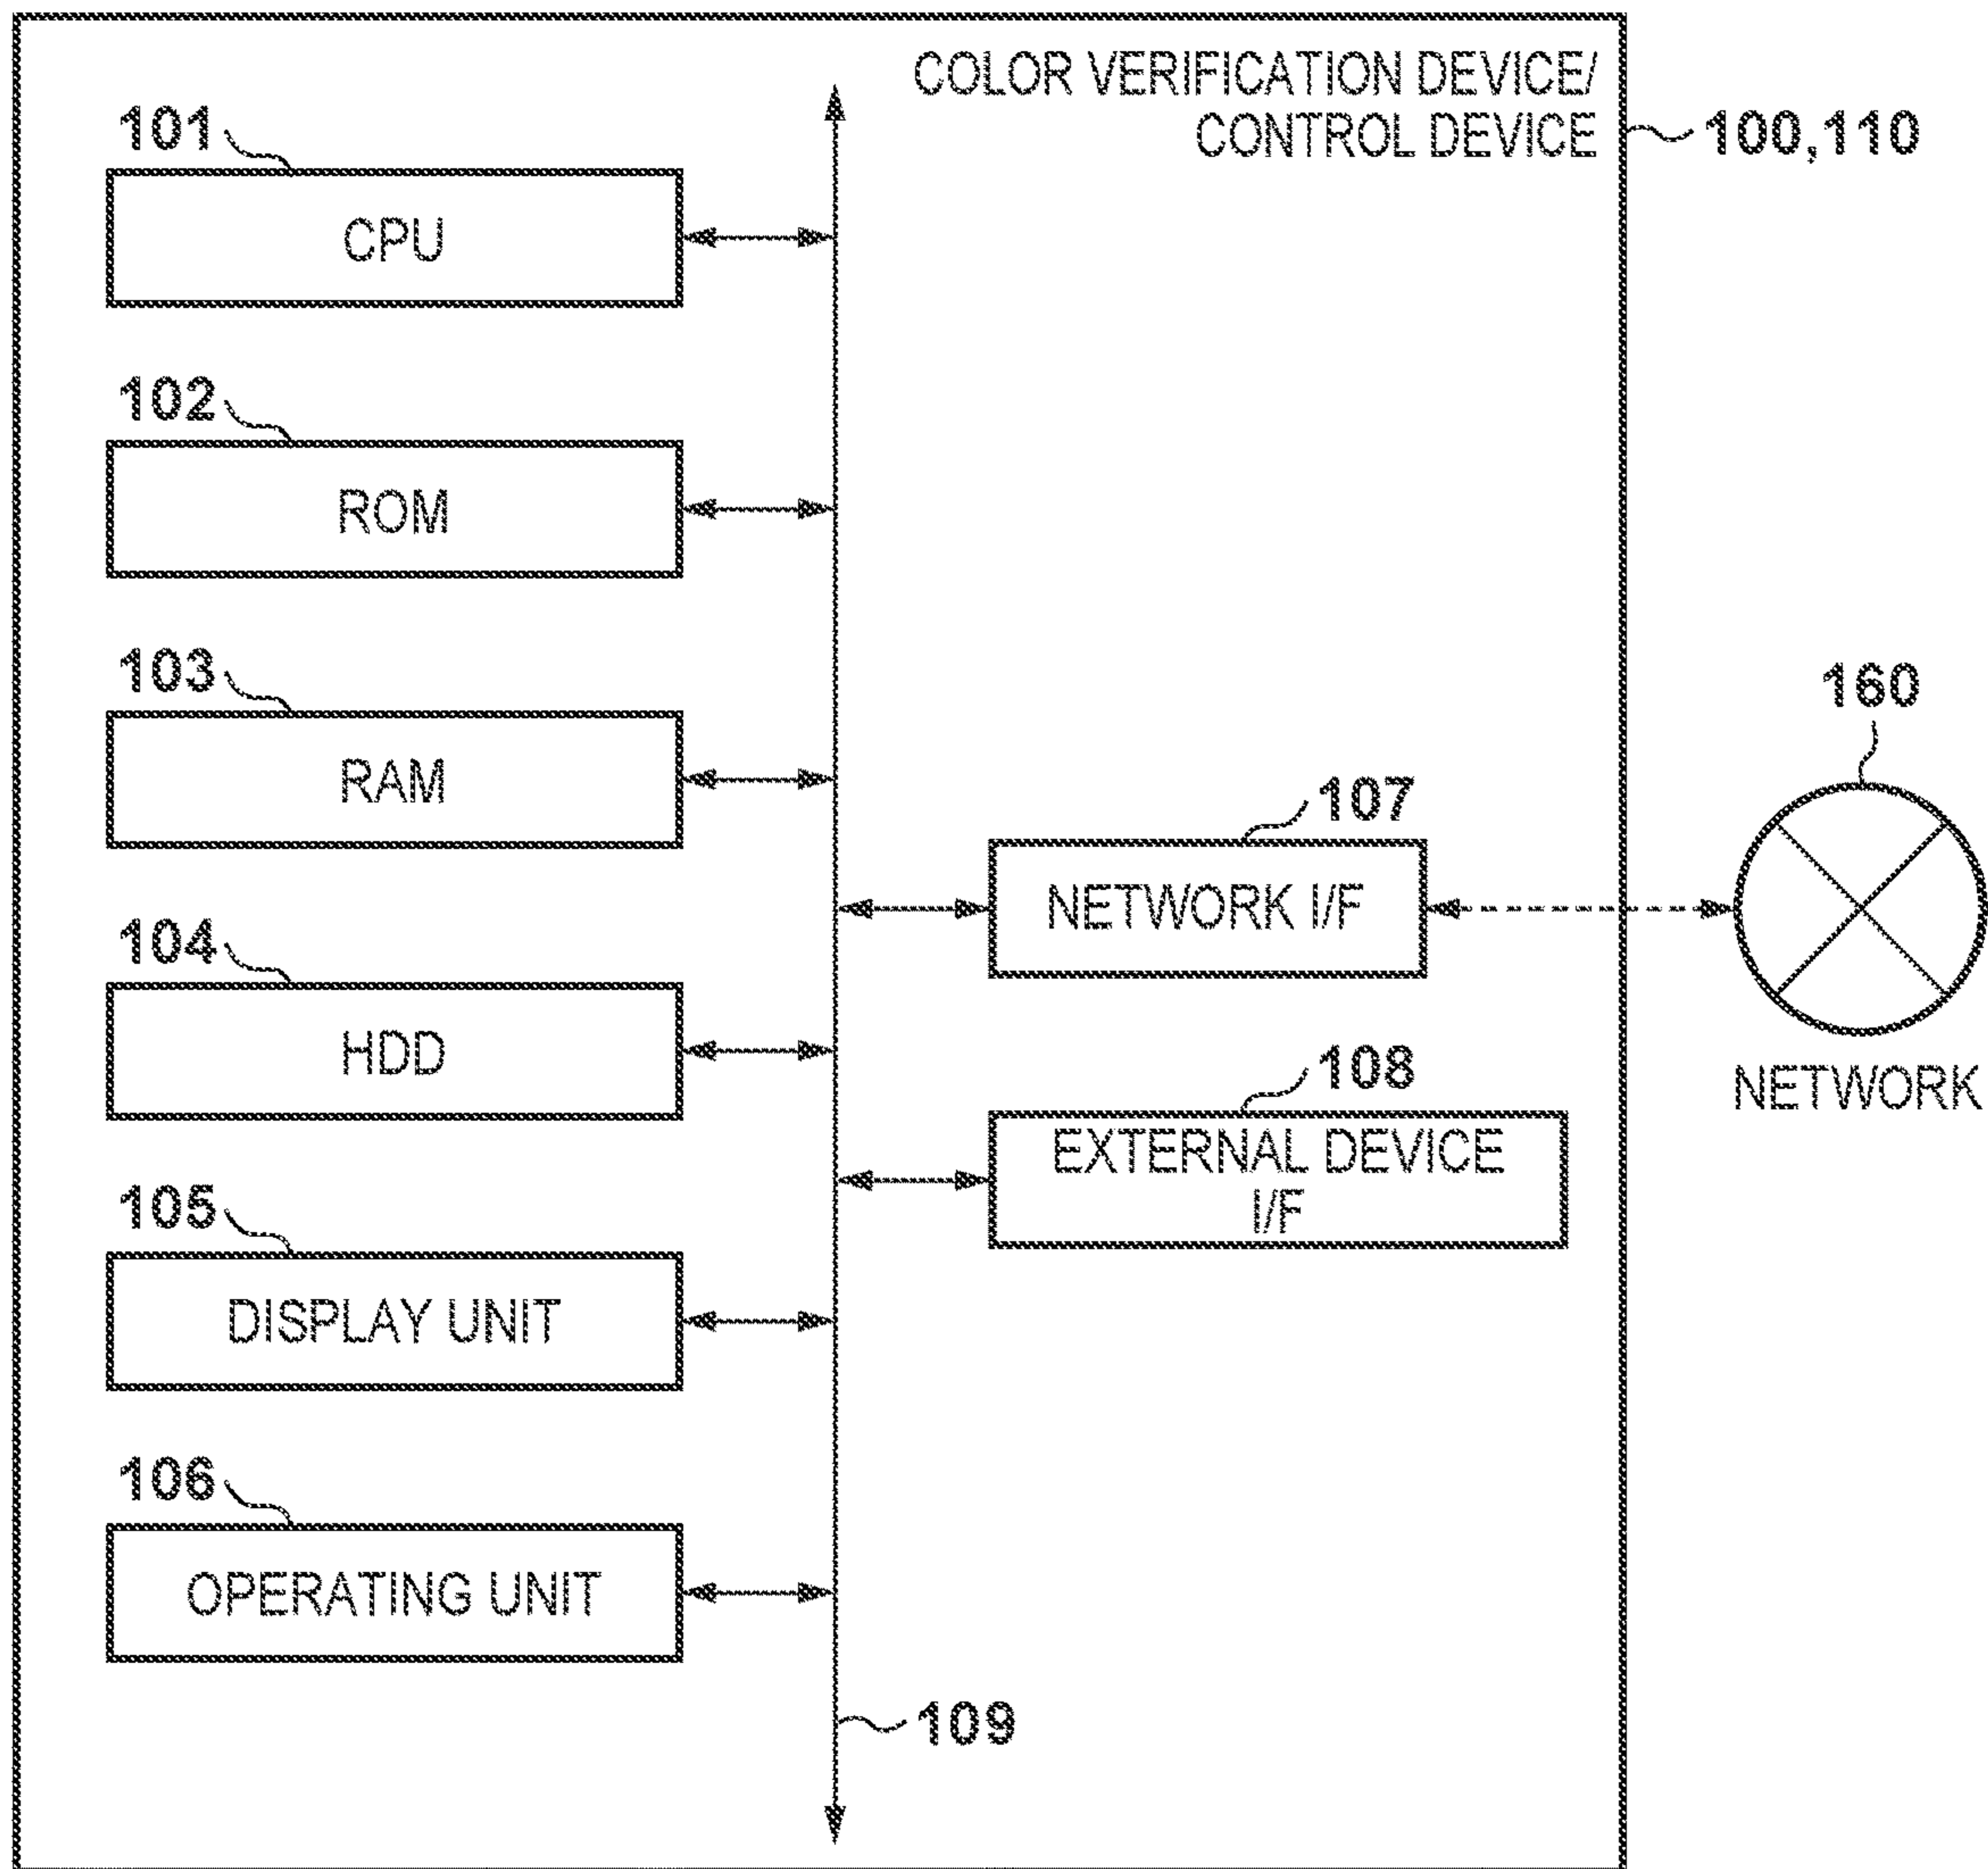 COLOR VERIFICATION DEVICE/
CONTROL DEVICE
100,110
101
CPU
102
ROM
103
RAM
104
HDD
105
DISPLAY UNIT
106
OPERATING UNIT
107
NETWORK I/F
108
EXTERNAL DEVICE
I/F
109
160
NETWORK